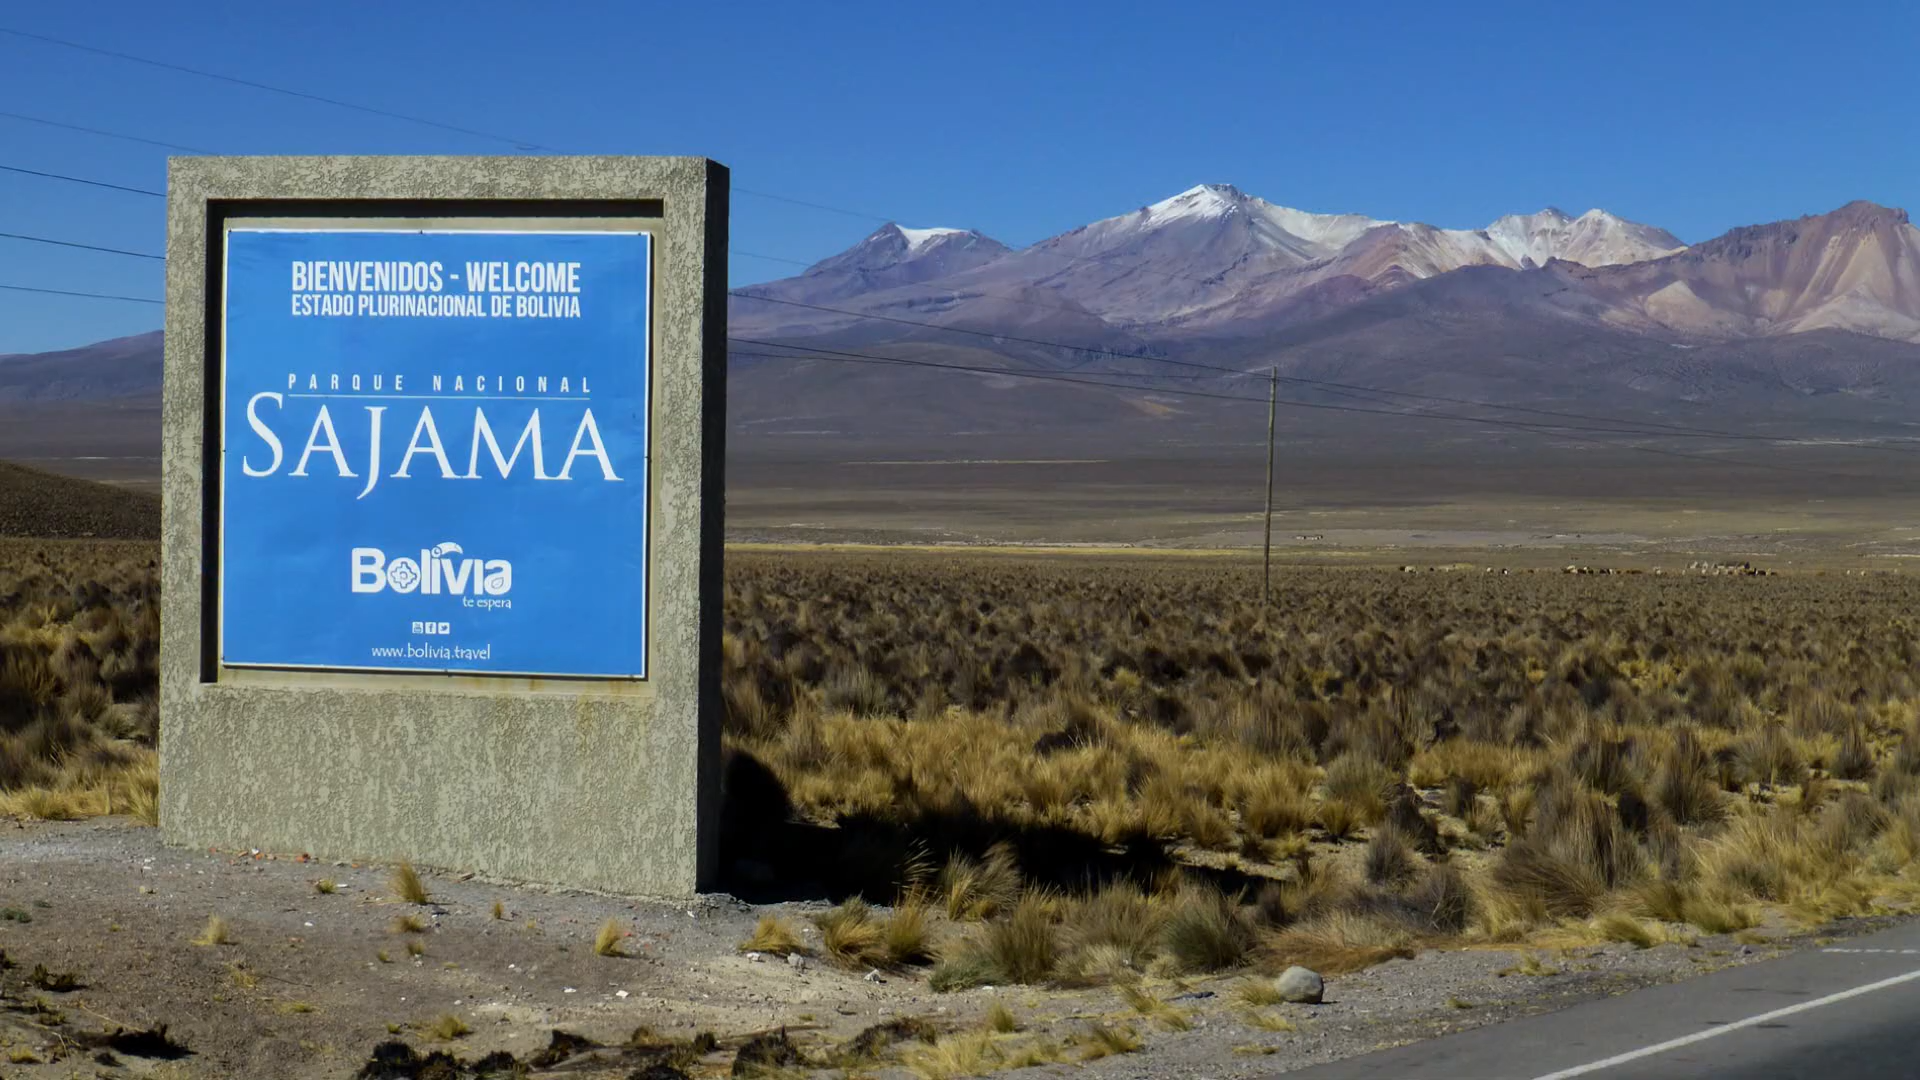 BIENVENIDOS - WELCOME
ESTADO PLURINACIONAL DE BOLIVIA
PARQUE NACIONAL
SAJAMA
Bolivia
te espera
www.bolivia.travel